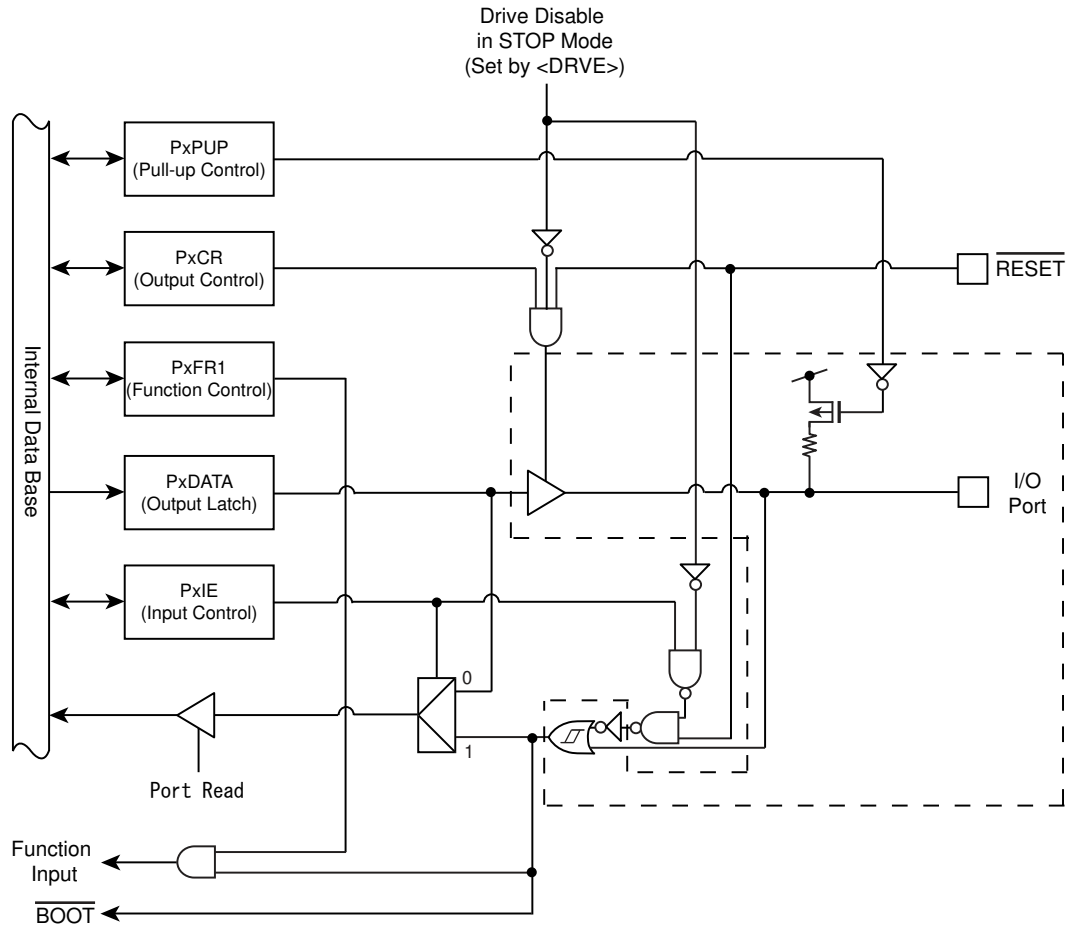 Drive Disable
in STOP Mode
(Set by <DRVE>)
PxPUP
(Pull-up Control)
PxCR
(Output Control)
RESET
PxFR1
(Function Control)
Internal Data Base
PxDATA
(Output Latch)
I/O
Port
PxIE
(Input Control)
0
1
Port Read
Function
Input
BOOT